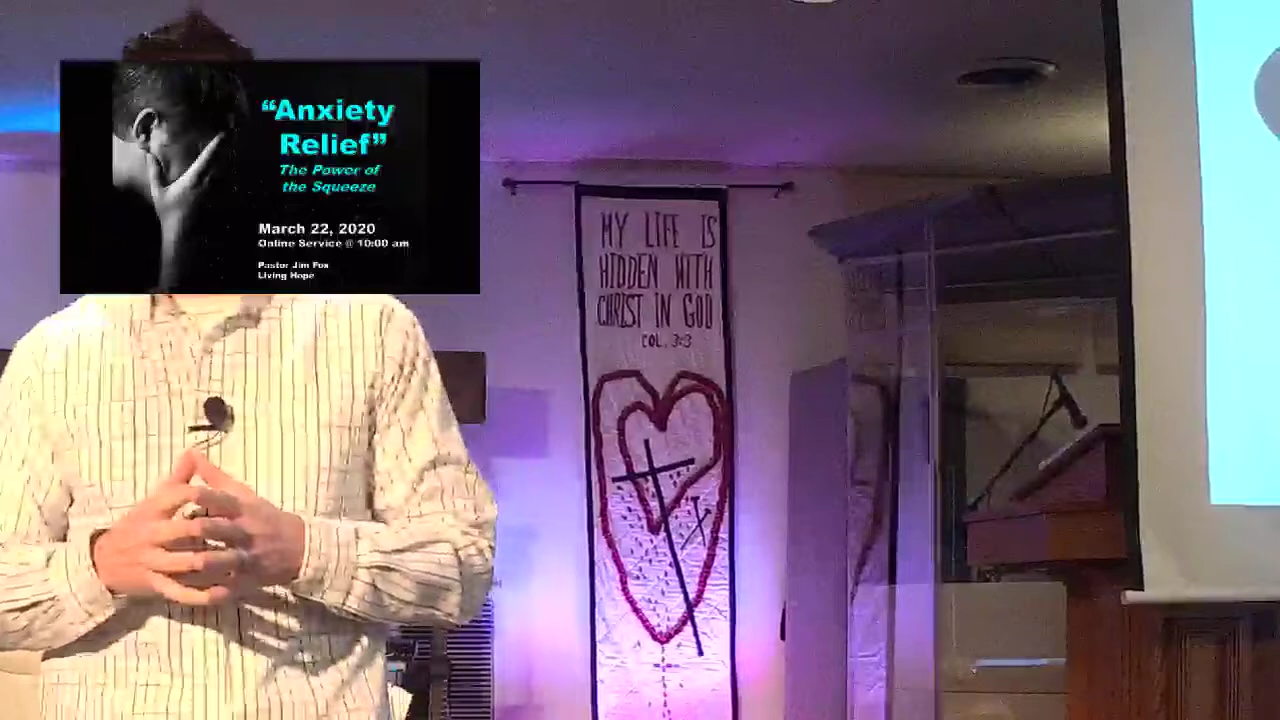 “Anxiety
Relief”
The Power of
the Squeeze
March 22, 2020
Online Service @ 10:00 am
Pastor Jim Fox
Living Hope
MY LIFE IS
HIDDEN WITH
CHRIST IN GOD
COL. 3:3